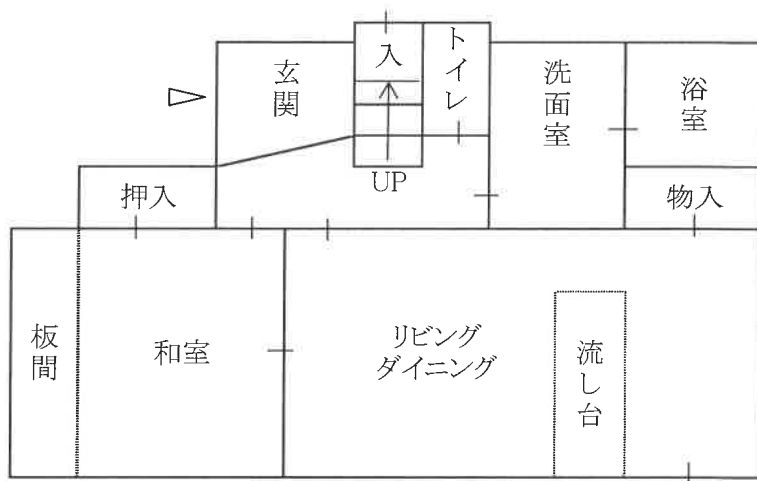 玄関
入
トイレ
洗面室
浴室
押入
UP
物入
板間
和室
リビング
ダイニング
流し台